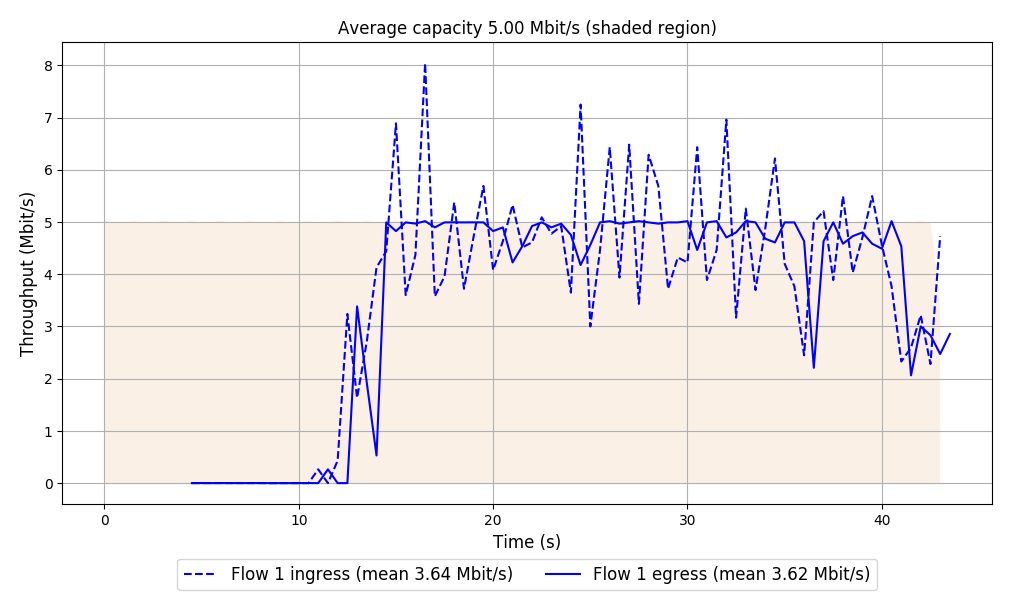 Average capacity 5.00 Mbit/s (shaded region)
Throughput (Mbit/s)
8
7
6
5
4
3
2
1
0
0 10 20 30 40
Time (s)
Flow 1 ingress (mean 3.64 Mbit/s) Flow 1 egress (mean 3.62 Mbit/s)